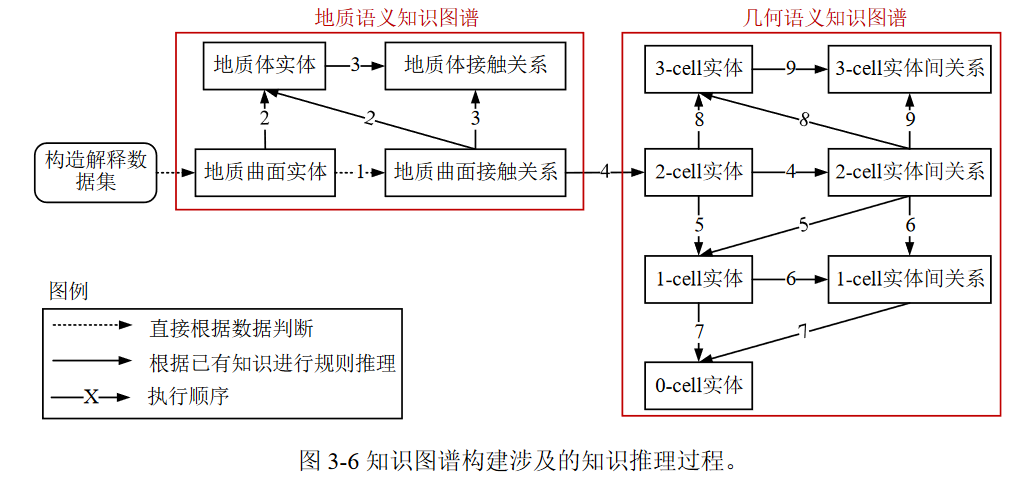 地质语义知识图谱
几何语义知识图谱
地质体实体
3
地质体接触关系
3-cell实体
9
3-cell实体间关系
2
2
3
8
8
9
构造解释数
据集
地质曲面实体
1
地质曲面接触关系
4
2-cell实体
4
2-cell实体间关系
5
5
6
1-cell实体
6
1-cell实体间关系
7
7
0-cell实体
图例
直接根据数据判断
根据已有知识进行规则推理
X
执行顺序
图 3-6 知识图谱构建涉及的知识推理过程。